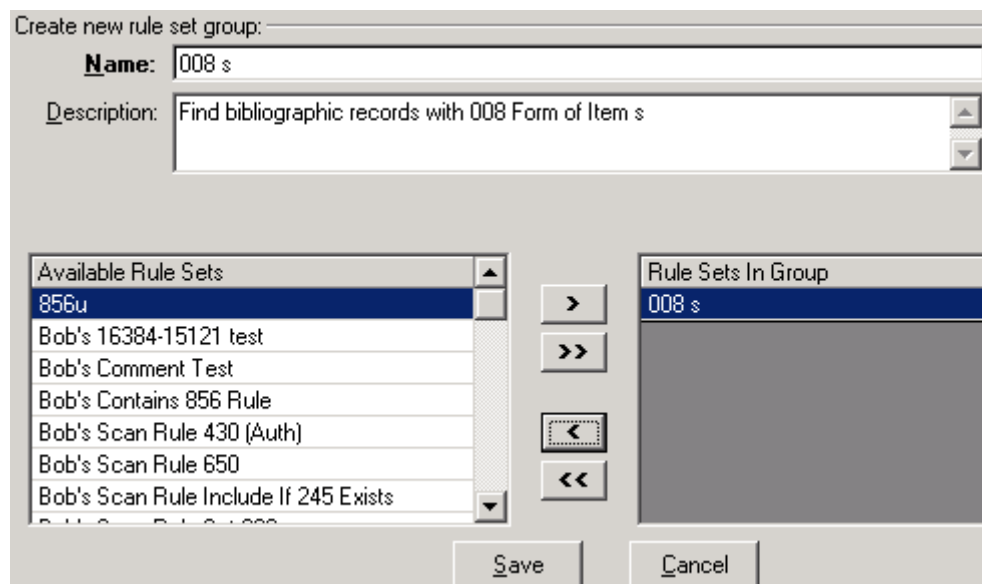 Create new rule set group:
Name: 008 s
Description: Find bibliographic records with 008 Form of Item s
Available Rule Sets
856u
Bob's 16384-15121 test
Bob's Comment Test
Bob's Contains 856 Rule
Bob's Scan Rule 430 (Auth)
Bob's Scan Rule 650
Bob's Scan Rule Include If 245 Exists
>
>>
<
<<
Rule Sets In Group
008 s
Save
Cancel